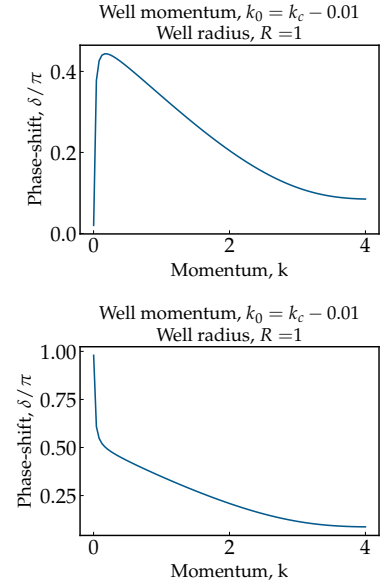 Well momentum, k₀ = k_c − 0.01
Well radius, R =1
Phase-shift, δ/π
0.4
0.2
0.0
0
2
4
Momentum, k
Well momentum, k₀ = k_c − 0.01
Well radius, R =1
Phase-shift, δ/π
1.00
0.75
0.50
0.25
0
2
4
Momentum, k